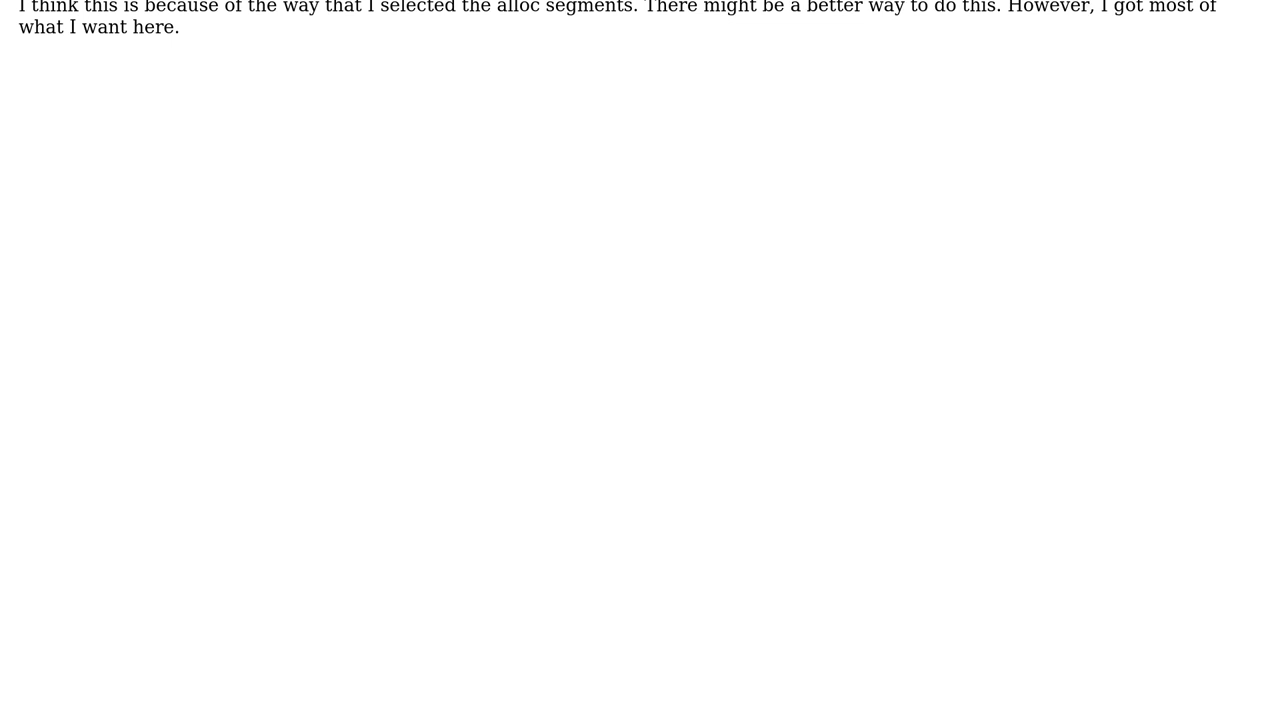 I think this is because of the way that I selected the alloc segments. There might be a better way to do this. However, I got most of
what I want here.